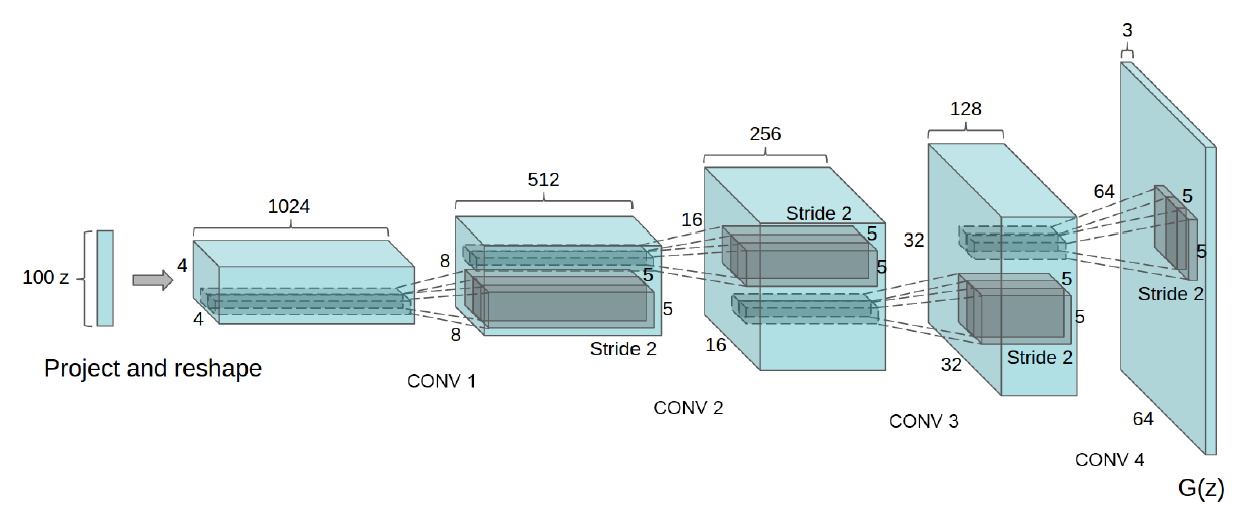 100 z
Project and reshape
1024
4
4
512
8
8
5
5
Stride 2
CONV 1
256
16
16
Stride 2
5
5
CONV 2
128
32
32
5
5
Stride 2
CONV 3
3
64
64
5
5
Stride 2
CONV 4
G(z)